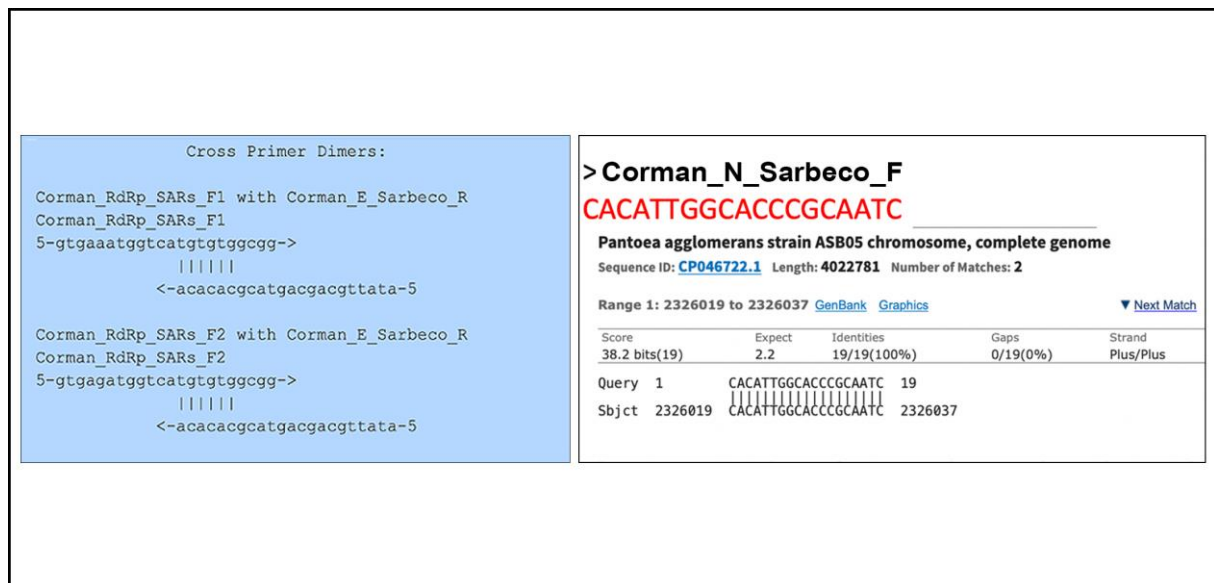 Cross Primer Dimers:
Corman_RdRp_SARs_F1 with Corman_E_Sarbeco_R
Corman_RdRp_SARs_F1
5-gtgaaatggtcatgtgtggcgg->
||||||
<-acacacgcatgacgacgttata-5
Corman_RdRp_SARs_F2 with Corman_E_Sarbeco_R
Corman_RdRp_SARs_F2
5-gtgagatggtcatgtgtggcgg->
||||||
<-acacacgcatgacgacgttata-5
>Corman_N_Sarbeco_F
CACATTGGCACCCGCAATC
Pantoea agglomerans strain ASB05 chromosome, complete genome
Sequence ID: CP046722.1 Length: 4022781 Number of Matches: 2
Range 1: 2326019 to 2326037 GenBank Graphics ▼ Next Match
Score Expect Identities Gaps Strand
38.2 bits(19) 2.2 19/19(100%) 0/19(0%) Plus/Plus
Query 1 CACATTGGCACCCGCAATC 19
|||||||||||||||||||
Sbjct 2326019 CACATTGGCACCCGCAATC 2326037